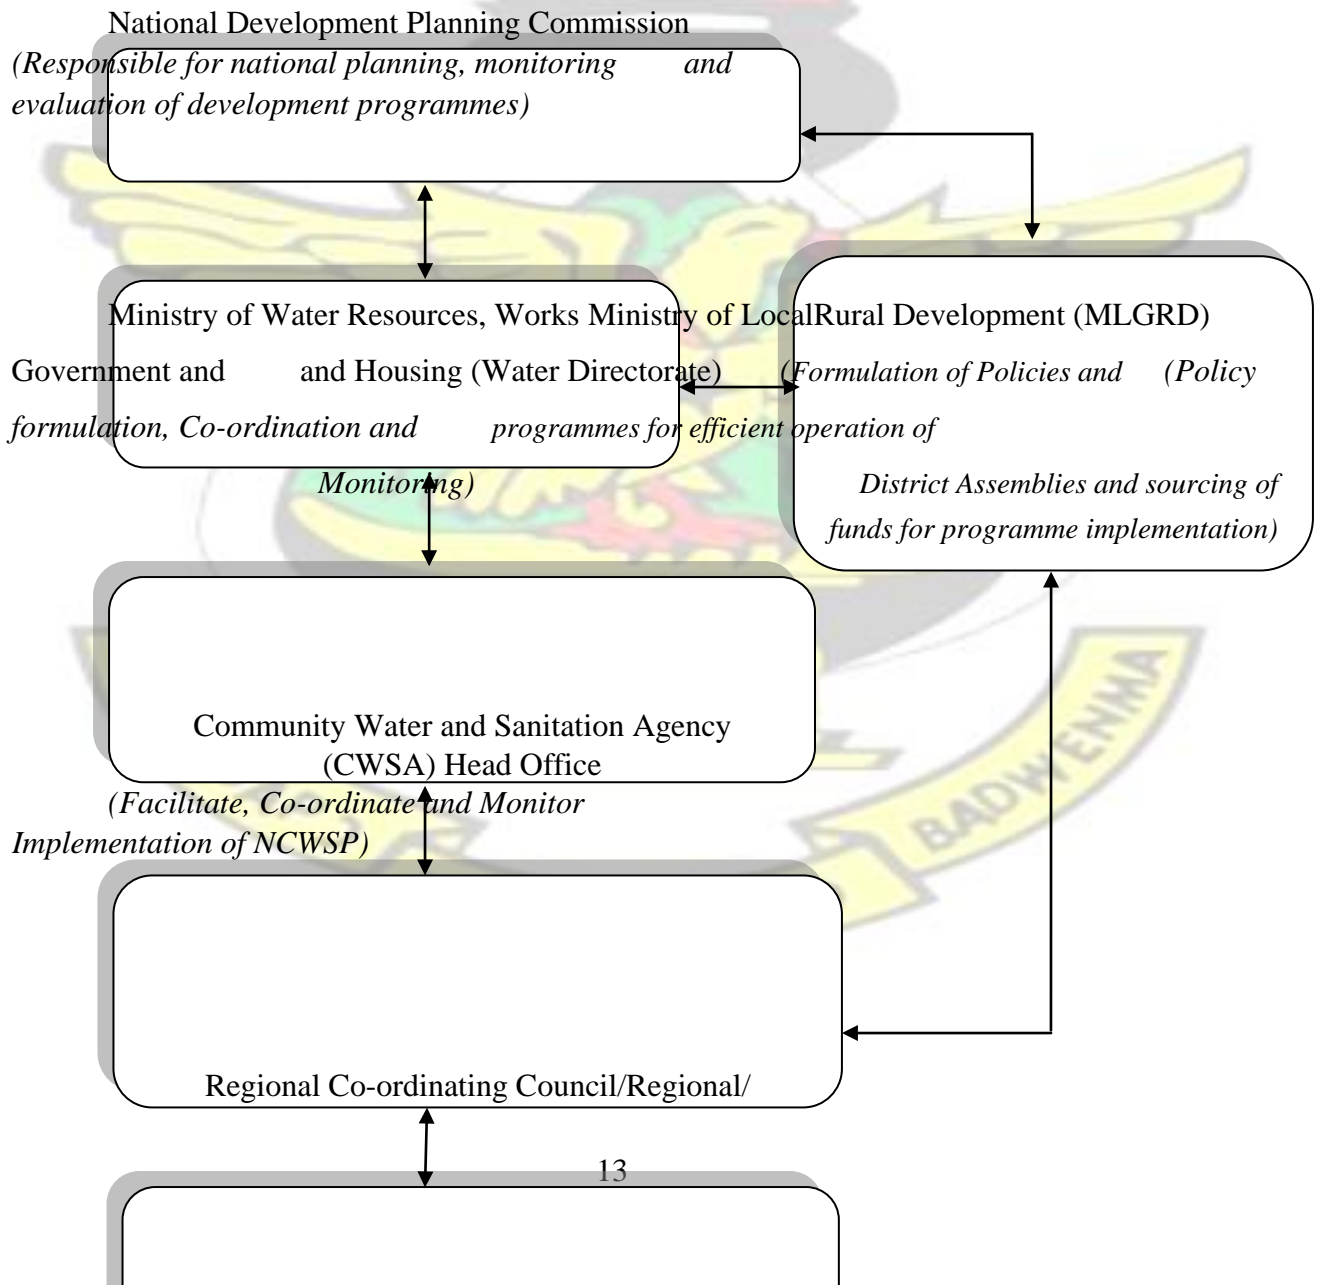 National Development Planning Commission
(Responsible for national planning, monitoring and
evaluation of development programmes)
Ministry of Water Resources, Works Ministry of LocalRural Development (MLGRD)
Government and and Housing (Water Directorate) (Formulation of Policies and (Policy
formulation, Co-ordination and programmes for efficient operation of
Monitoring) District Assemblies and sourcing of
funds for programme implementation)
Community Water and Sanitation Agency
(CWSA) Head Office
(Facilitate, Co-ordinate and Monitor
Implementation of NCWSP)
BADWENMA
Regional Co-ordinating Council/Regional/
13